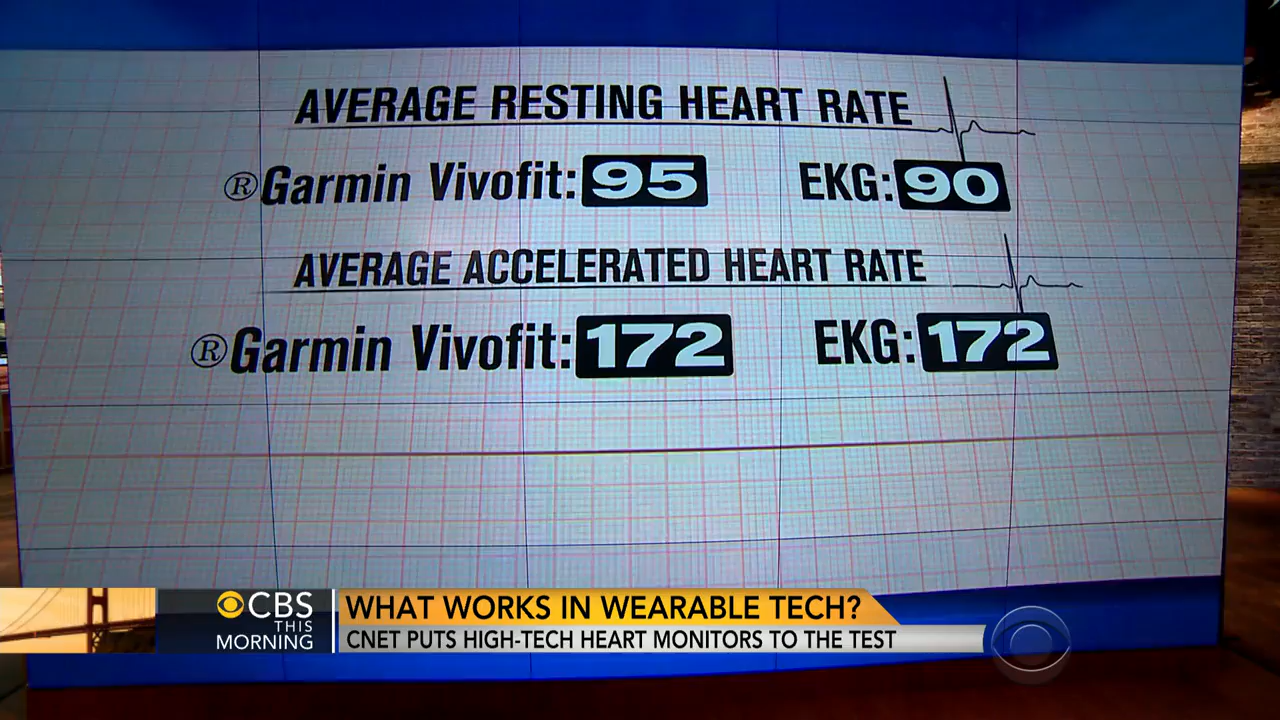 AVERAGE RESTING HEART RATE
®Garmin Vivofit: 95 EKG: 90
AVERAGE ACCELERATED HEART RATE
®Garmin Vivofit: 172 EKG: 172
CBS THIS MORNING
WHAT WORKS IN WEARABLE TECH?
CNET PUTS HIGH-TECH HEART MONITORS TO THE TEST